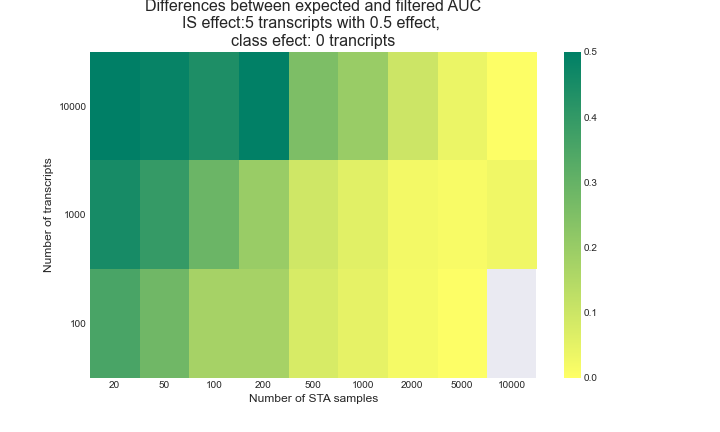 Differences between expected and filtered AUC
IS effect:5 transcripts with 0.5 effect,
class efect: 0 trancripts
0.5
10000
0.4
Number of transcripts
0.3
1000
0.2
0.1
100
0.0
20 50 100 200 500 1000 2000 5000 10000
Number of STA samples